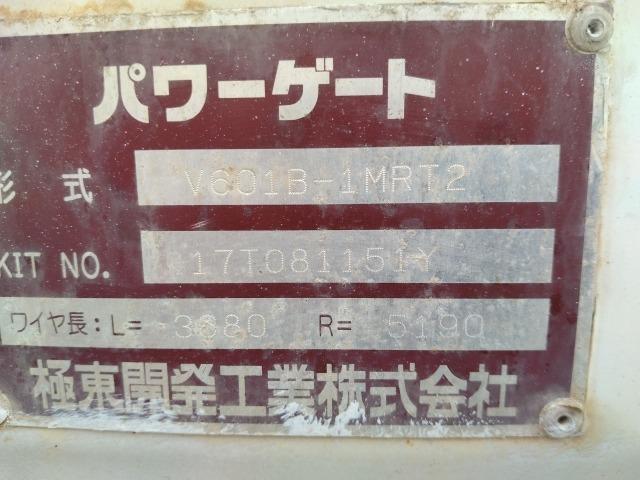 パワーゲート
形 式 V601B-1MRT2
KIT NO. 17T081151Y
ワイヤ長:L= 3680 R= 5190
極東開発工業株式会社